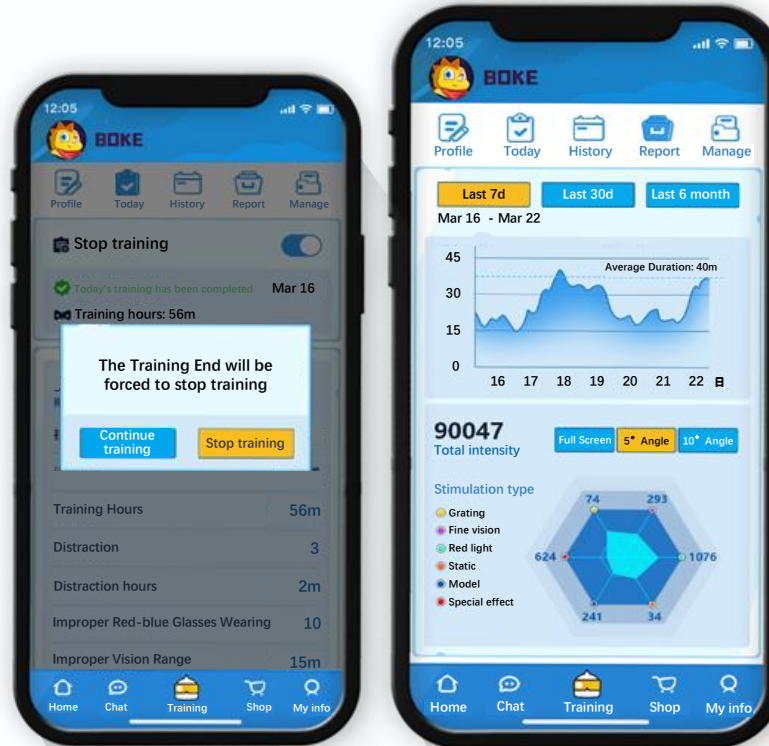 12:05
BOKE
Profile Today History Report Manage
Stop training
Today's training has been completed Mar 16
Training hours: 56m
The Training End will be
forced to stop training
Continue
training
Stop training
Training Hours 56m
Distraction 3
Distraction hours 2m
Improper Red-blue Glasses Wearing 10
Improper Vision Range 15m
Home Chat Training Shop My info
12:05
BOKE
Profile Today History Report Manage
Last 7d Last 30d Last 6 month
Mar 16 - Mar 22
45
Average Duration: 40m
30
15
0
16 17 18 19 20 21 22 日
90047
Total intensity
Full Screen 5° Angle 10° Angle
Stimulation type
Grating
Fine vision
Red light
Static
Model
Special effect
74 293
624 1076
241 34
Home Chat Training Shop My info